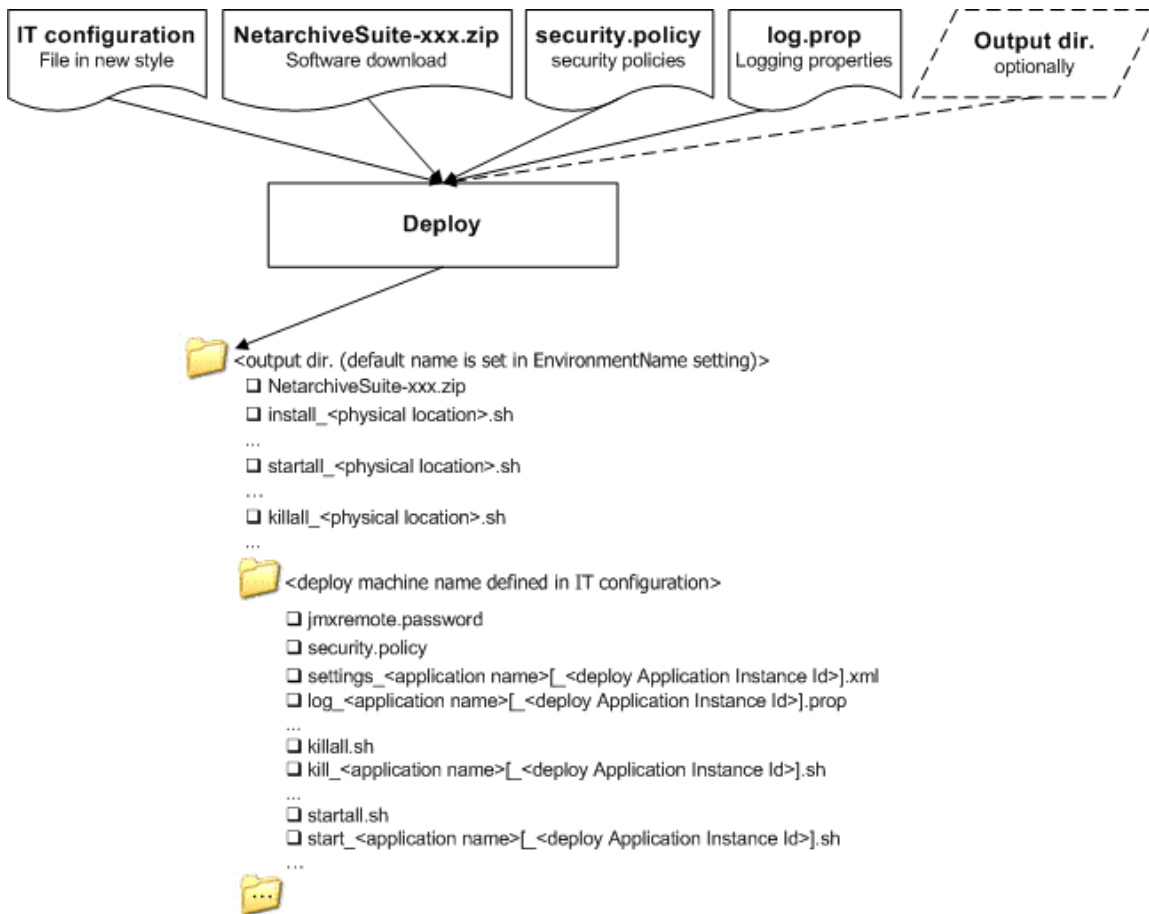 IT configuration
File in new style
NetarchiveSuite-xxx.zip
Software download
security.policy
security policies
log.prop
Logging properties
Output dir.
optionally
Deploy
<output dir. (default name is set in EnvironmentName setting)>
❑ NetarchiveSuite-xxx.zip
❑ install_<physical location>.sh
...
❑ startall_<physical location>.sh
...
❑ killall_<physical location>.sh
...
<deploy machine name defined in IT configuration>
❑ jmxremote.password
❑ security.policy
❑ settings_<application name>[_<deploy Application Instance Id>].xml
❑ log_<application name>[_<deploy Application Instance Id>].prop
...
❑ killall.sh
❑ kill_<application name>[_<deploy Application Instance Id>].sh
...
❑ startall.sh
❑ start_<application name>[_<deploy Application Instance Id>].sh
...
...